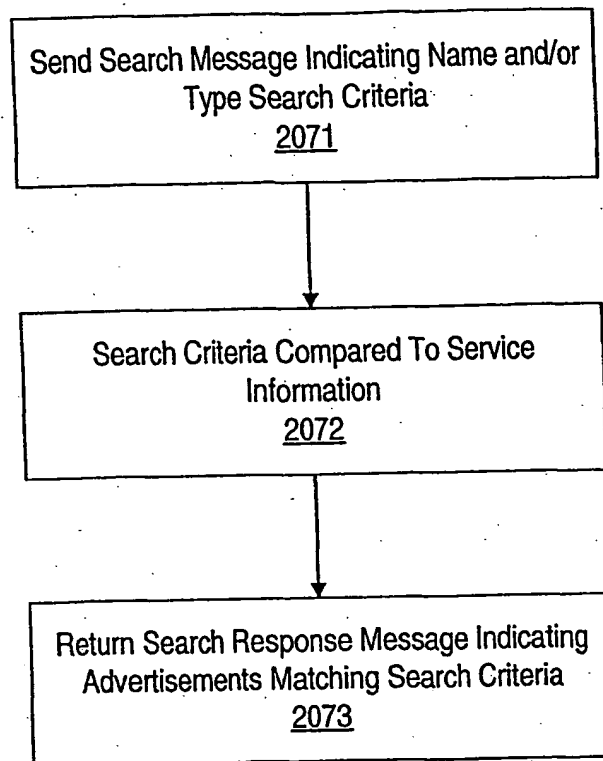 Send Search Message Indicating Name and/or
Type Search Criteria
2071
Search Criteria Compared To Service
Information
2072
Return Search Response Message Indicating
Advertisements Matching Search Criteria
2073